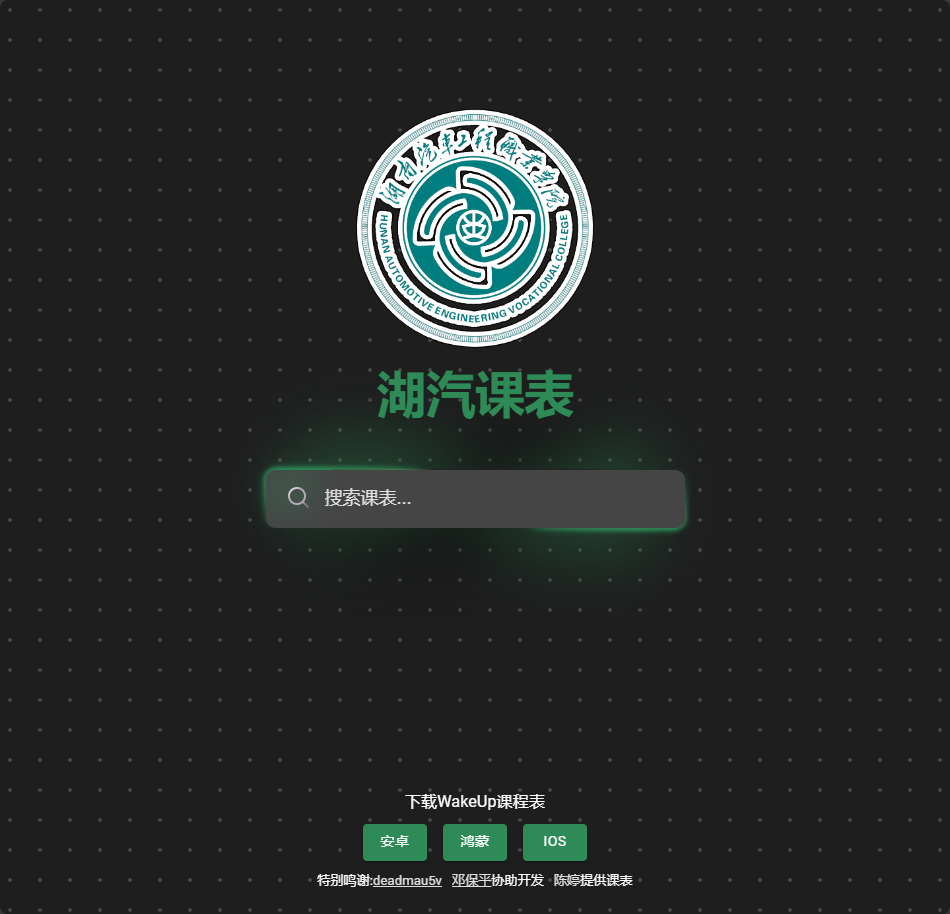 湖南汽车工程职业学院
HUNAN AUTOMOTIVE ENGINEERING VOCATIONAL COLLEGE
湖汽课表
搜索课表...
下载WakeUp课程表
安卓 鸿蒙 IOS
特别鸣谢:deadmau5v 邓保平协助开发 陈婷提供课表